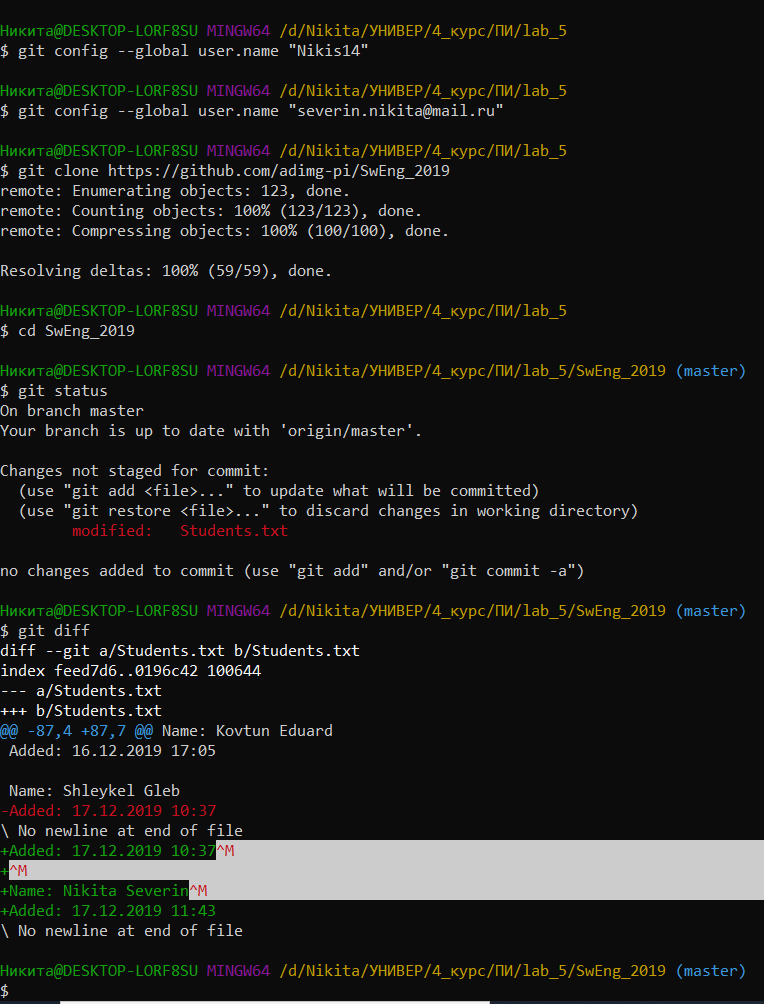 Никита@DESKTOP-LORF8SU MINGW64 /d/Nikita/УНИВЕР/4_курс/ПИ/lab_5
$ git config --global user.name "Nikis14"
Никита@DESKTOP-LORF8SU MINGW64 /d/Nikita/УНИВЕР/4_курс/ПИ/lab_5
$ git config --global user.name "severin.nikita@mail.ru"
Никита@DESKTOP-LORF8SU MINGW64 /d/Nikita/УНИВЕР/4_курс/ПИ/lab_5
$ git clone https://github.com/adimg-pi/SwEng_2019
remote: Enumerating objects: 123, done.
remote: Counting objects: 100% (123/123), done.
remote: Compressing objects: 100% (100/100), done.
Resolving deltas: 100% (59/59), done.
Никита@DESKTOP-LORF8SU MINGW64 /d/Nikita/УНИВЕР/4_курс/ПИ/lab_5
$ cd SwEng_2019
Никита@DESKTOP-LORF8SU MINGW64 /d/Nikita/УНИВЕР/4_курс/ПИ/lab_5/SwEng_2019 (master)
$ git status
On branch master
Your branch is up to date with 'origin/master'.
Changes not staged for commit:
  (use "git add <file>..." to update what will be committed)
  (use "git restore <file>..." to discard changes in working directory)
        modified:   Students.txt
no changes added to commit (use "git add" and/or "git commit -a")
Никита@DESKTOP-LORF8SU MINGW64 /d/Nikita/УНИВЕР/4_курс/ПИ/lab_5/SwEng_2019 (master)
$ git diff
diff --git a/Students.txt b/Students.txt
index feed7d6..0196c42 100644
--- a/Students.txt
+++ b/Students.txt
@@ -87,4 +87,7 @@ Name: Kovtun Eduard
 Added: 16.12.2019 17:05
 Name: Shleykel Gleb
-Added: 17.12.2019 10:37
\ No newline at end of file
+Added: 17.12.2019 10:37^M
+^M
+Name: Nikita Severin^M
+Added: 17.12.2019 11:43
\ No newline at end of file
Никита@DESKTOP-LORF8SU MINGW64 /d/Nikita/УНИВЕР/4_курс/ПИ/lab_5/SwEng_2019 (master)
$